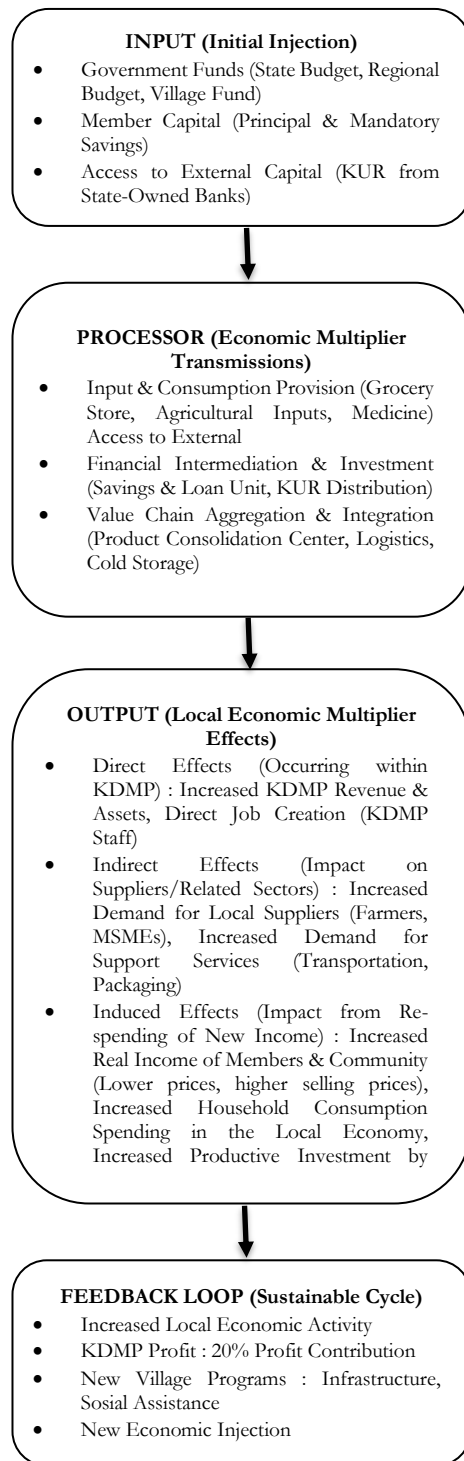 INPUT (Initial Injection)
• Government Funds (State Budget, Regional
Budget, Village Fund)
• Member Capital (Principal & Mandatory
Savings)
• Access to External Capital (KUR from
State-Owned Banks)
PROCESSOR (Economic Multiplier
Transmissions)
• Input & Consumption Provision (Grocery
Store, Agricultural Inputs, Medicine)
Access to External
• Financial Intermediation & Investment
(Savings & Loan Unit, KUR Distribution)
• Value Chain Aggregation & Integration
(Product Consolidation Center, Logistics,
Cold Storage)
OUTPUT (Local Economic Multiplier
Effects)
• Direct Effects (Occurring within
KDMP) : Increased KDMP Revenue &
Assets, Direct Job Creation (KDMP
Staff)
• Indirect Effects (Impact on
Suppliers/Related Sectors) : Increased
Demand for Local Suppliers (Farmers,
MSMEs), Increased Demand for
Support Services (Transportation,
Packaging)
• Induced Effects (Impact from Re-
spending of New Income) : Increased
Real Income of Members & Community
(Lower prices, higher selling prices),
Increased Household Consumption
Spending in the Local Economy,
Increased Productive Investment by
FEEDBACK LOOP (Sustainable Cycle)
• Increased Local Economic Activity
• KDMP Profit : 20% Profit Contribution
• New Village Programs : Infrastructure,
Sosial Assistance
• New Economic Injection